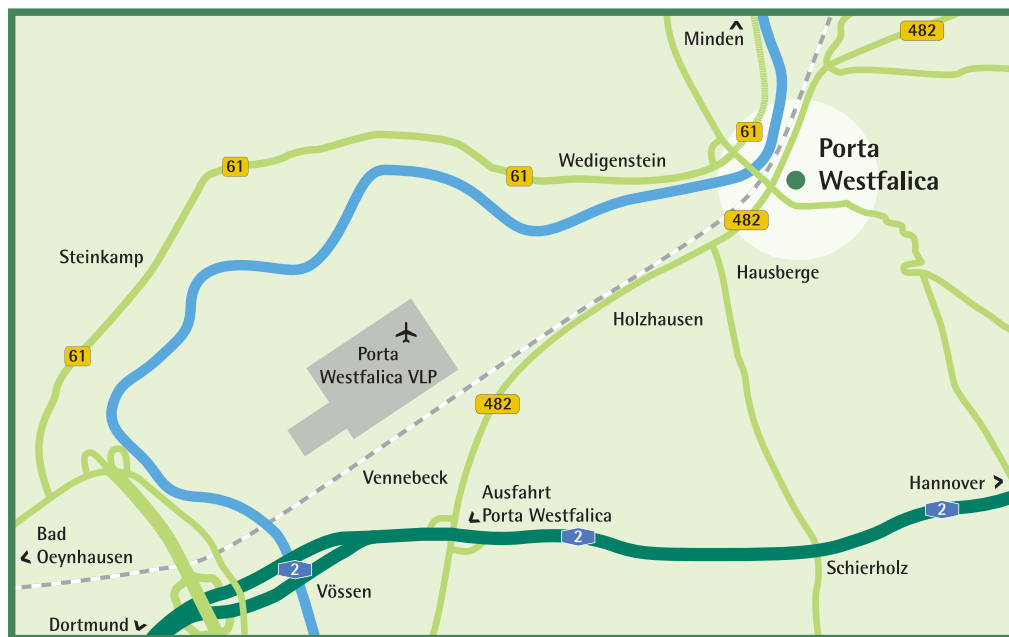 482
Minden
61
Porta
Westfalica
Wedigenstein
61
61
482
Steinkamp
Hausberge
Holzhausen
61
Porta
Westfalica VLP
482
Vennebeck
Hannover
Ausfahrt
Porta Westfalica
2
2
Bad
Oeynhausen
Schierholz
2
Vössen
Dortmund